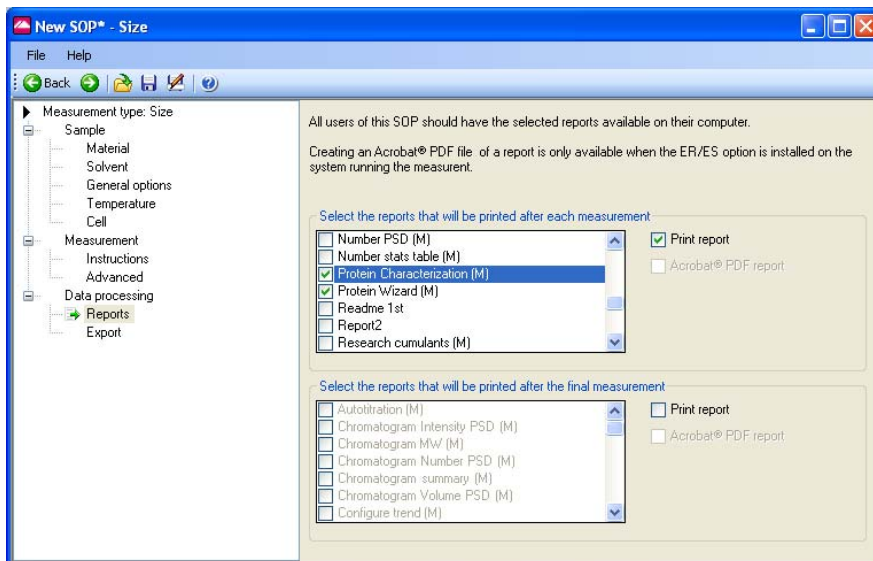 New SOP* - Size
File Help
Back
Measurement type: Size
Sample
Material
Solvent
General options
Temperature
Cell
Measurement
Instructions
Advanced
Data processing
Reports
Export
All users of this SOP should have the selected reports available on their computer.
Creating an Acrobat® PDF file of a report is only available when the ER/ES option is installed on the
system running the measurent.
Select the reports that will be printed after each measurement
Number PSD (M)
Number stats table (M)
Protein Characterization (M)
Protein Wizard (M)
Readme 1st
Report2
Research cumulants (M)
Print report
Acrobat® PDF report
Select the reports that will be printed after the final measurement
Autotitration (M)
Chromatogram Intensity PSD (M)
Chromatogram MW (M)
Chromatogram Number PSD (M)
Chromatogram summary (M)
Chromatogram Volume PSD (M)
Configure trend (M)
Print report
Acrobat® PDF report